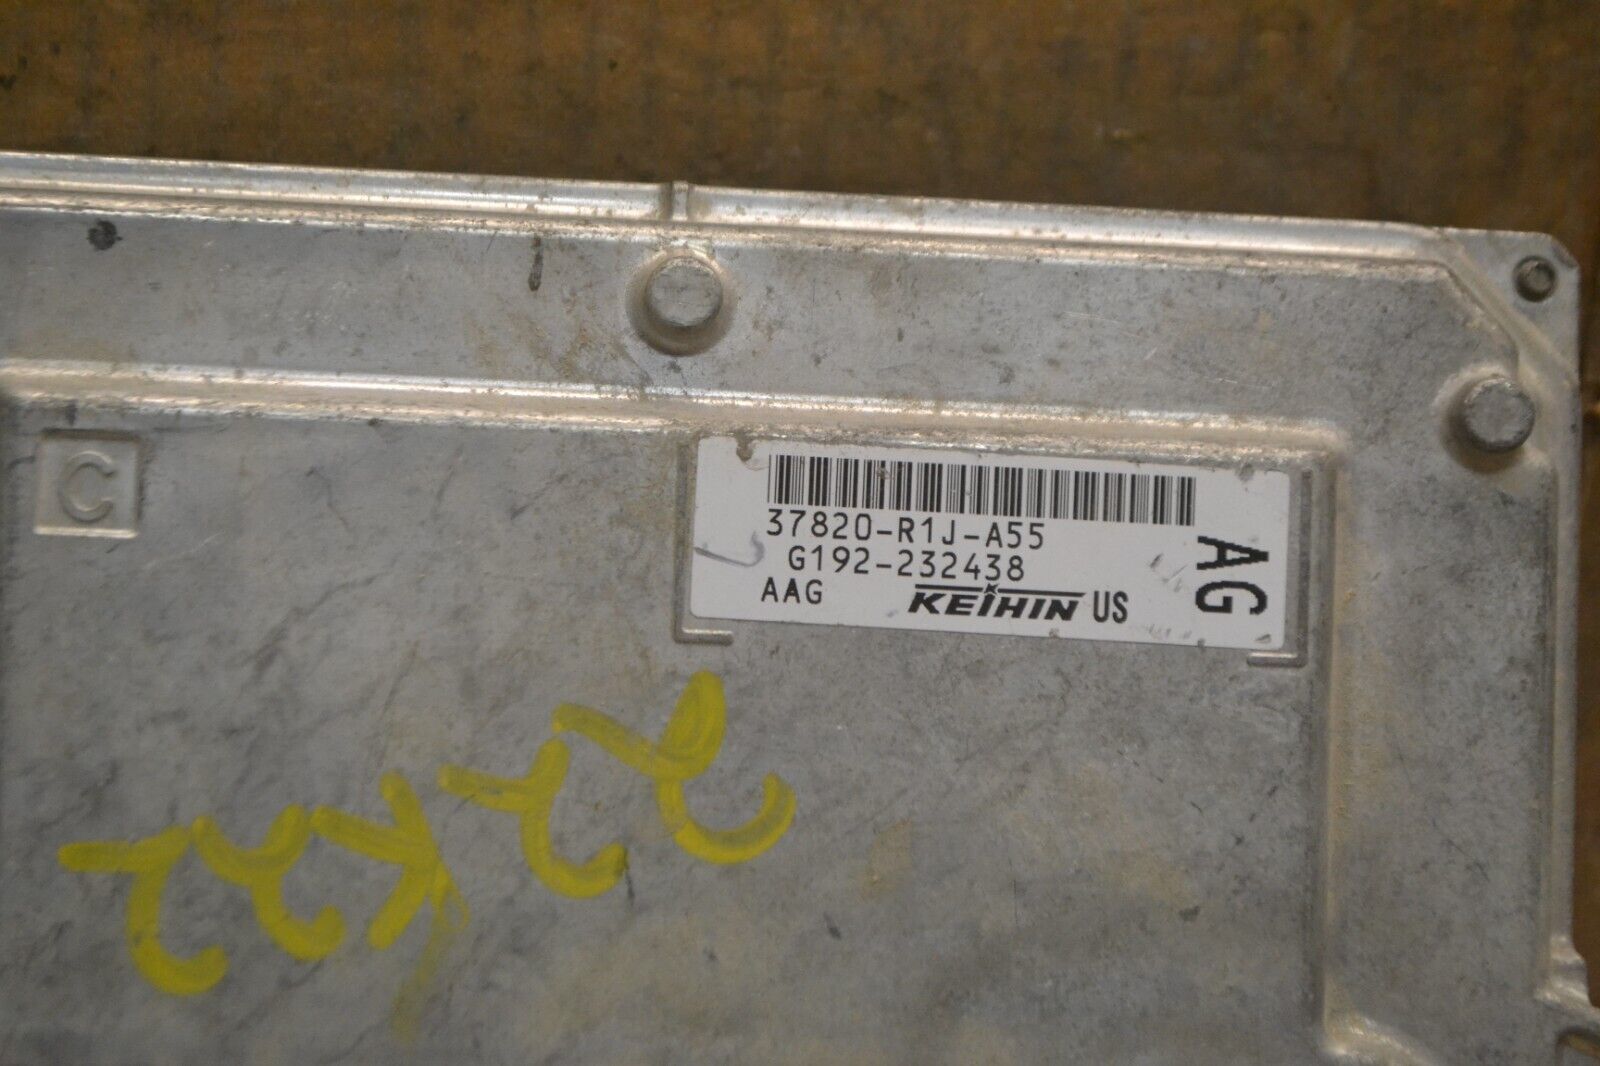 C
37820-R1J-A55
G192-232438
AAG KEIHIN US
AG